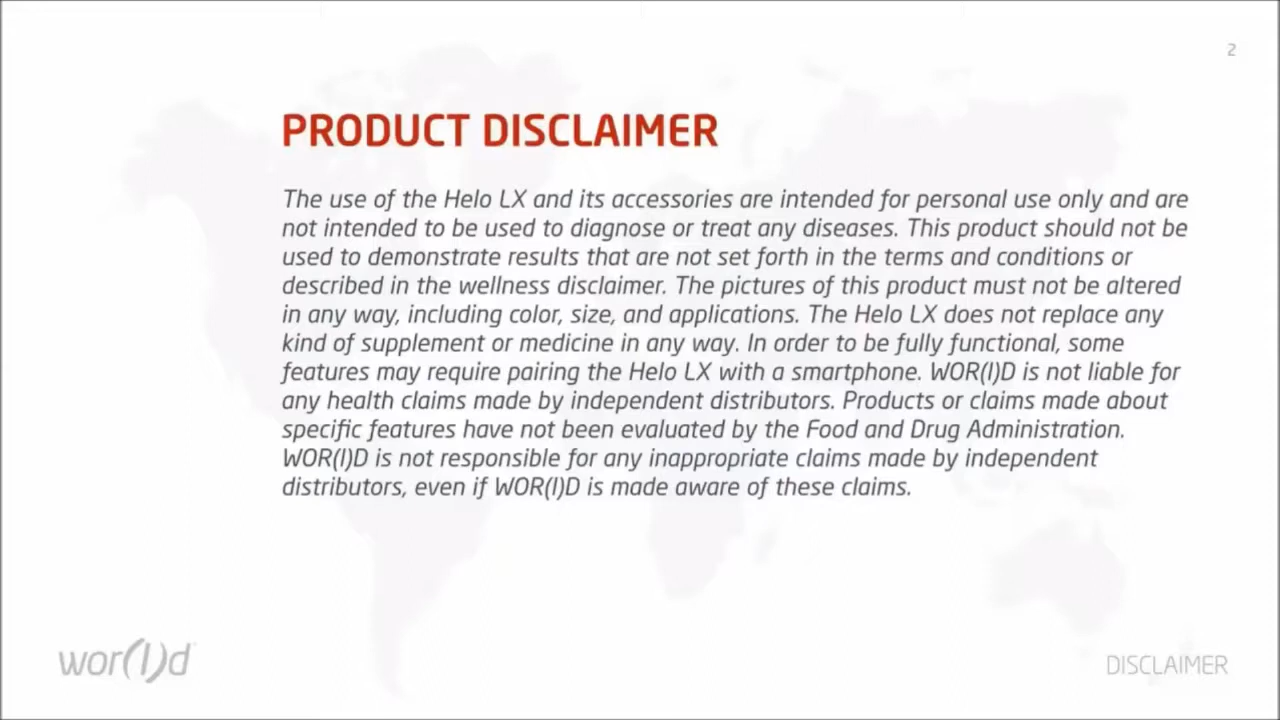 2
PRODUCT DISCLAIMER
The use of the Helo LX and its accessories are intended for personal use only and are
not intended to be used to diagnose or treat any diseases. This product should not be
used to demonstrate results that are not set forth in the terms and conditions or
described in the wellness disclaimer. The pictures of this product must not be altered
in any way, including color, size, and applications. The Helo LX does not replace any
kind of supplement or medicine in any way. In order to be fully functional, some
features may require pairing the Helo LX with a smartphone. WOR(I)D is not liable for
any health claims made by independent distributors. Products or claims made about
specific features have not been evaluated by the Food and Drug Administration.
WOR(I)D is not responsible for any inappropriate claims made by independent
distributors, even if WOR(I)D is made aware of these claims.
wor(l)d
DISCLAIMER